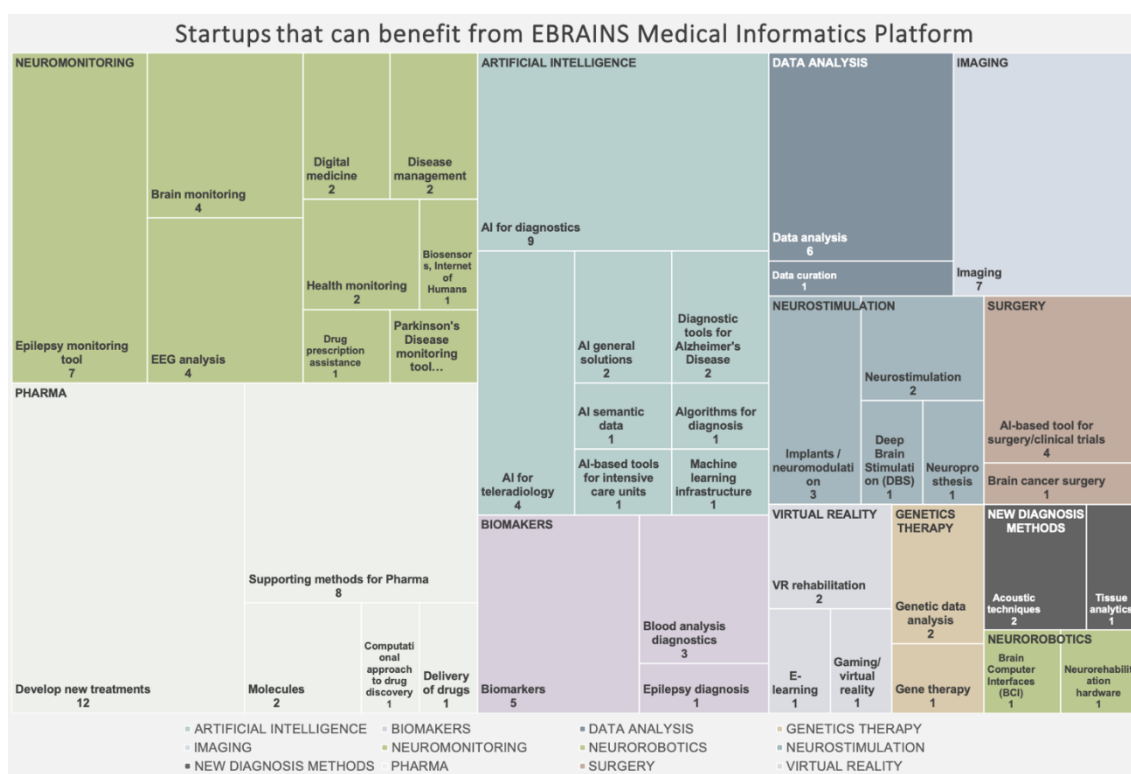 Startups that can benefit from EBRAINS Medical Informatics Platform
NEUROMONITORING
Epilepsy monitoring tool
7
Brain monitoring
4
EEG analysis
4
Digital
medicine
2
Disease
management
2
Health monitoring
2
Biosensor
s, Internet
of
Humans
1
Drug
prescription
assistance
1
Parkinson's
Disease
monitoring
tool...
PHARMA
Develop new treatments
12
Supporting methods for Pharma
8
Molecules
2
Computati
onal
approach
to drug
discovery
1
Delivery
of drugs
1
ARTIFICIAL INTELLIGENCE
AI for diagnostics
9
AI for
teleradiology
4
AI general
solutions
2
Diagnostic
tools for
Alzheimer's
Disease
2
AI semantic
data
1
Algorithms for
diagnosis
1
AI-based tools
for intensive
care units
1
Machine
learning
infrastructure
1
BIOMAKERS
Biomarkers
5
Blood analysis
diagnostics
3
Epilepsy diagnosis
1
DATA ANALYSIS
Data analysis
6
Data curation
1
IMAGING
Imaging
7
NEUROSTIMULATION
Implants /
neuromodulati
on
3
Neurostimulation
2
Deep
Brain
Stimulati
on (DBS)
1
Neuropro
sthesis
1
SURGERY
AI-based tool for
surgery/clinical trials
4
Brain cancer surgery
1
VIRTUAL REALITY
VR rehabilitation
2
E-
learning
1
Gaming/
virtual
reality
1
GENETICS
THERAPY
Genetic data
analysis
2
Gene therapy
1
NEW DIAGNOSIS
METHODS
Acoustic
techniques
2
Tissue
analytics
1
NEUROROBOTICS
Brain
Computer
Interfaces
(BCI)
1
Neurorehabilit
ation
hardware
1
ARTIFICIAL INTELLIGENCE
BIOMAKERS
DATA ANALYSIS
GENETICS THERAPY
IMAGING
NEUROMONITORING
NEUROROBOTICS
NEUROSTIMULATION
NEW DIAGNOSIS METHODS
PHARMA
SURGERY
VIRTUAL REALITY